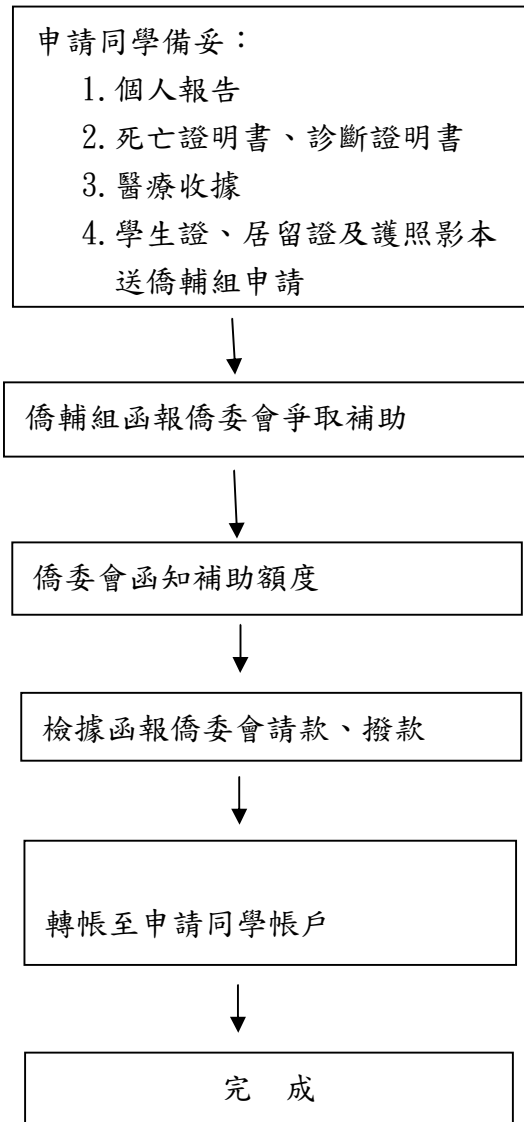 申請同學備妥：
1. 個人報告
2. 死亡證明書、診斷證明書
3. 醫療收據
4. 學生證、居留證及護照影本
送僑輔組申請
僑輔組函報僑委會爭取補助
僑委會函知補助額度
檢據函報僑委會請款、撥款
轉帳至申請同學帳戶
完 成